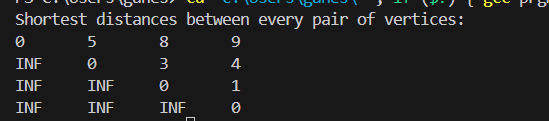 Shortest distances between every pair of vertices:
0 5 8 9
INF 0 3 4
INF INF 0 1
INF INF INF 0